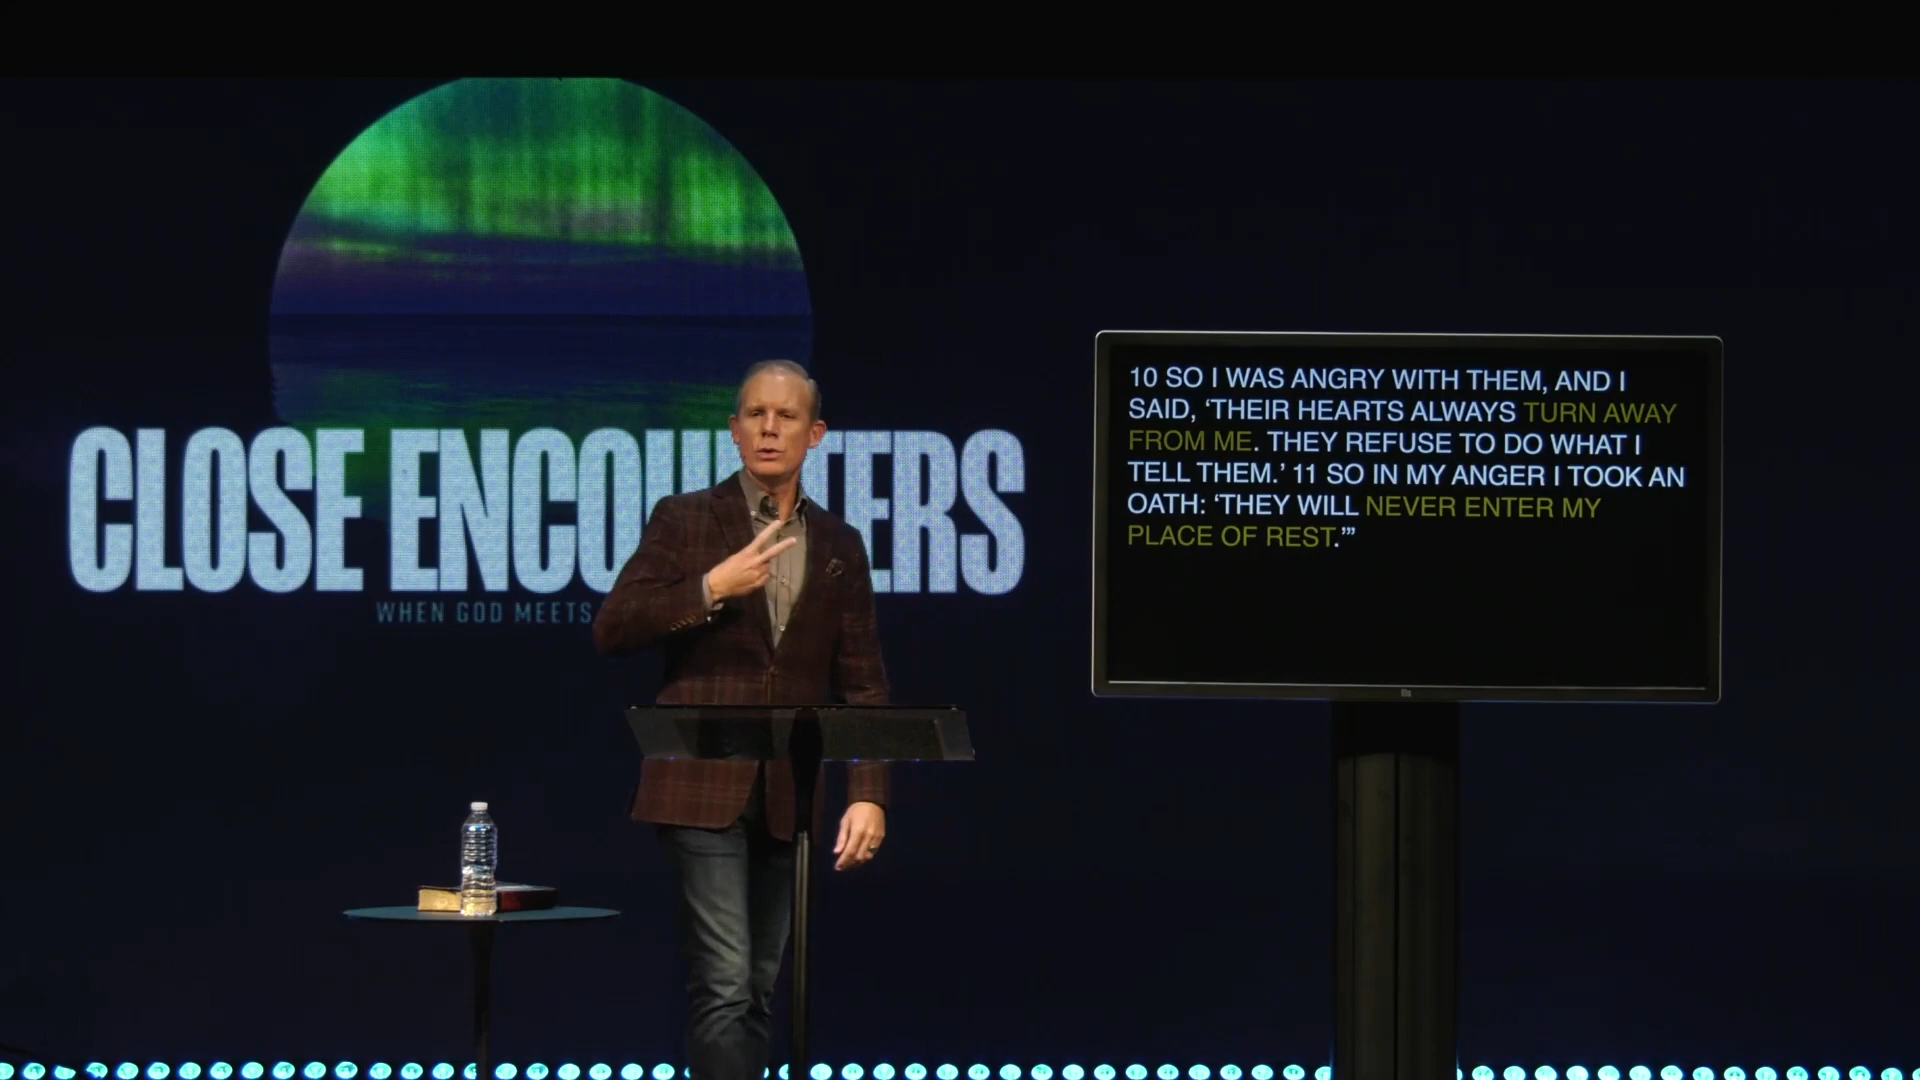 CLOSE ENCOU TERS
WHEN GOD MEETS
10 SO I WAS ANGRY WITH THEM, AND I
SAID, ‘THEIR HEARTS ALWAYS TURN AWAY
FROM ME. THEY REFUSE TO DO WHAT I
TELL THEM.’ 11 SO IN MY ANGER I TOOK AN
OATH: ‘THEY WILL NEVER ENTER MY
PLACE OF REST.’”